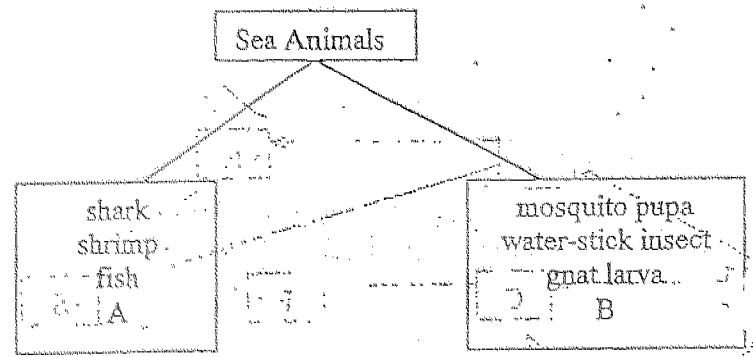 Sea Animals
shark
shrimp
fish
A
mosquito pupa
water-stick insect
gnat larva
B